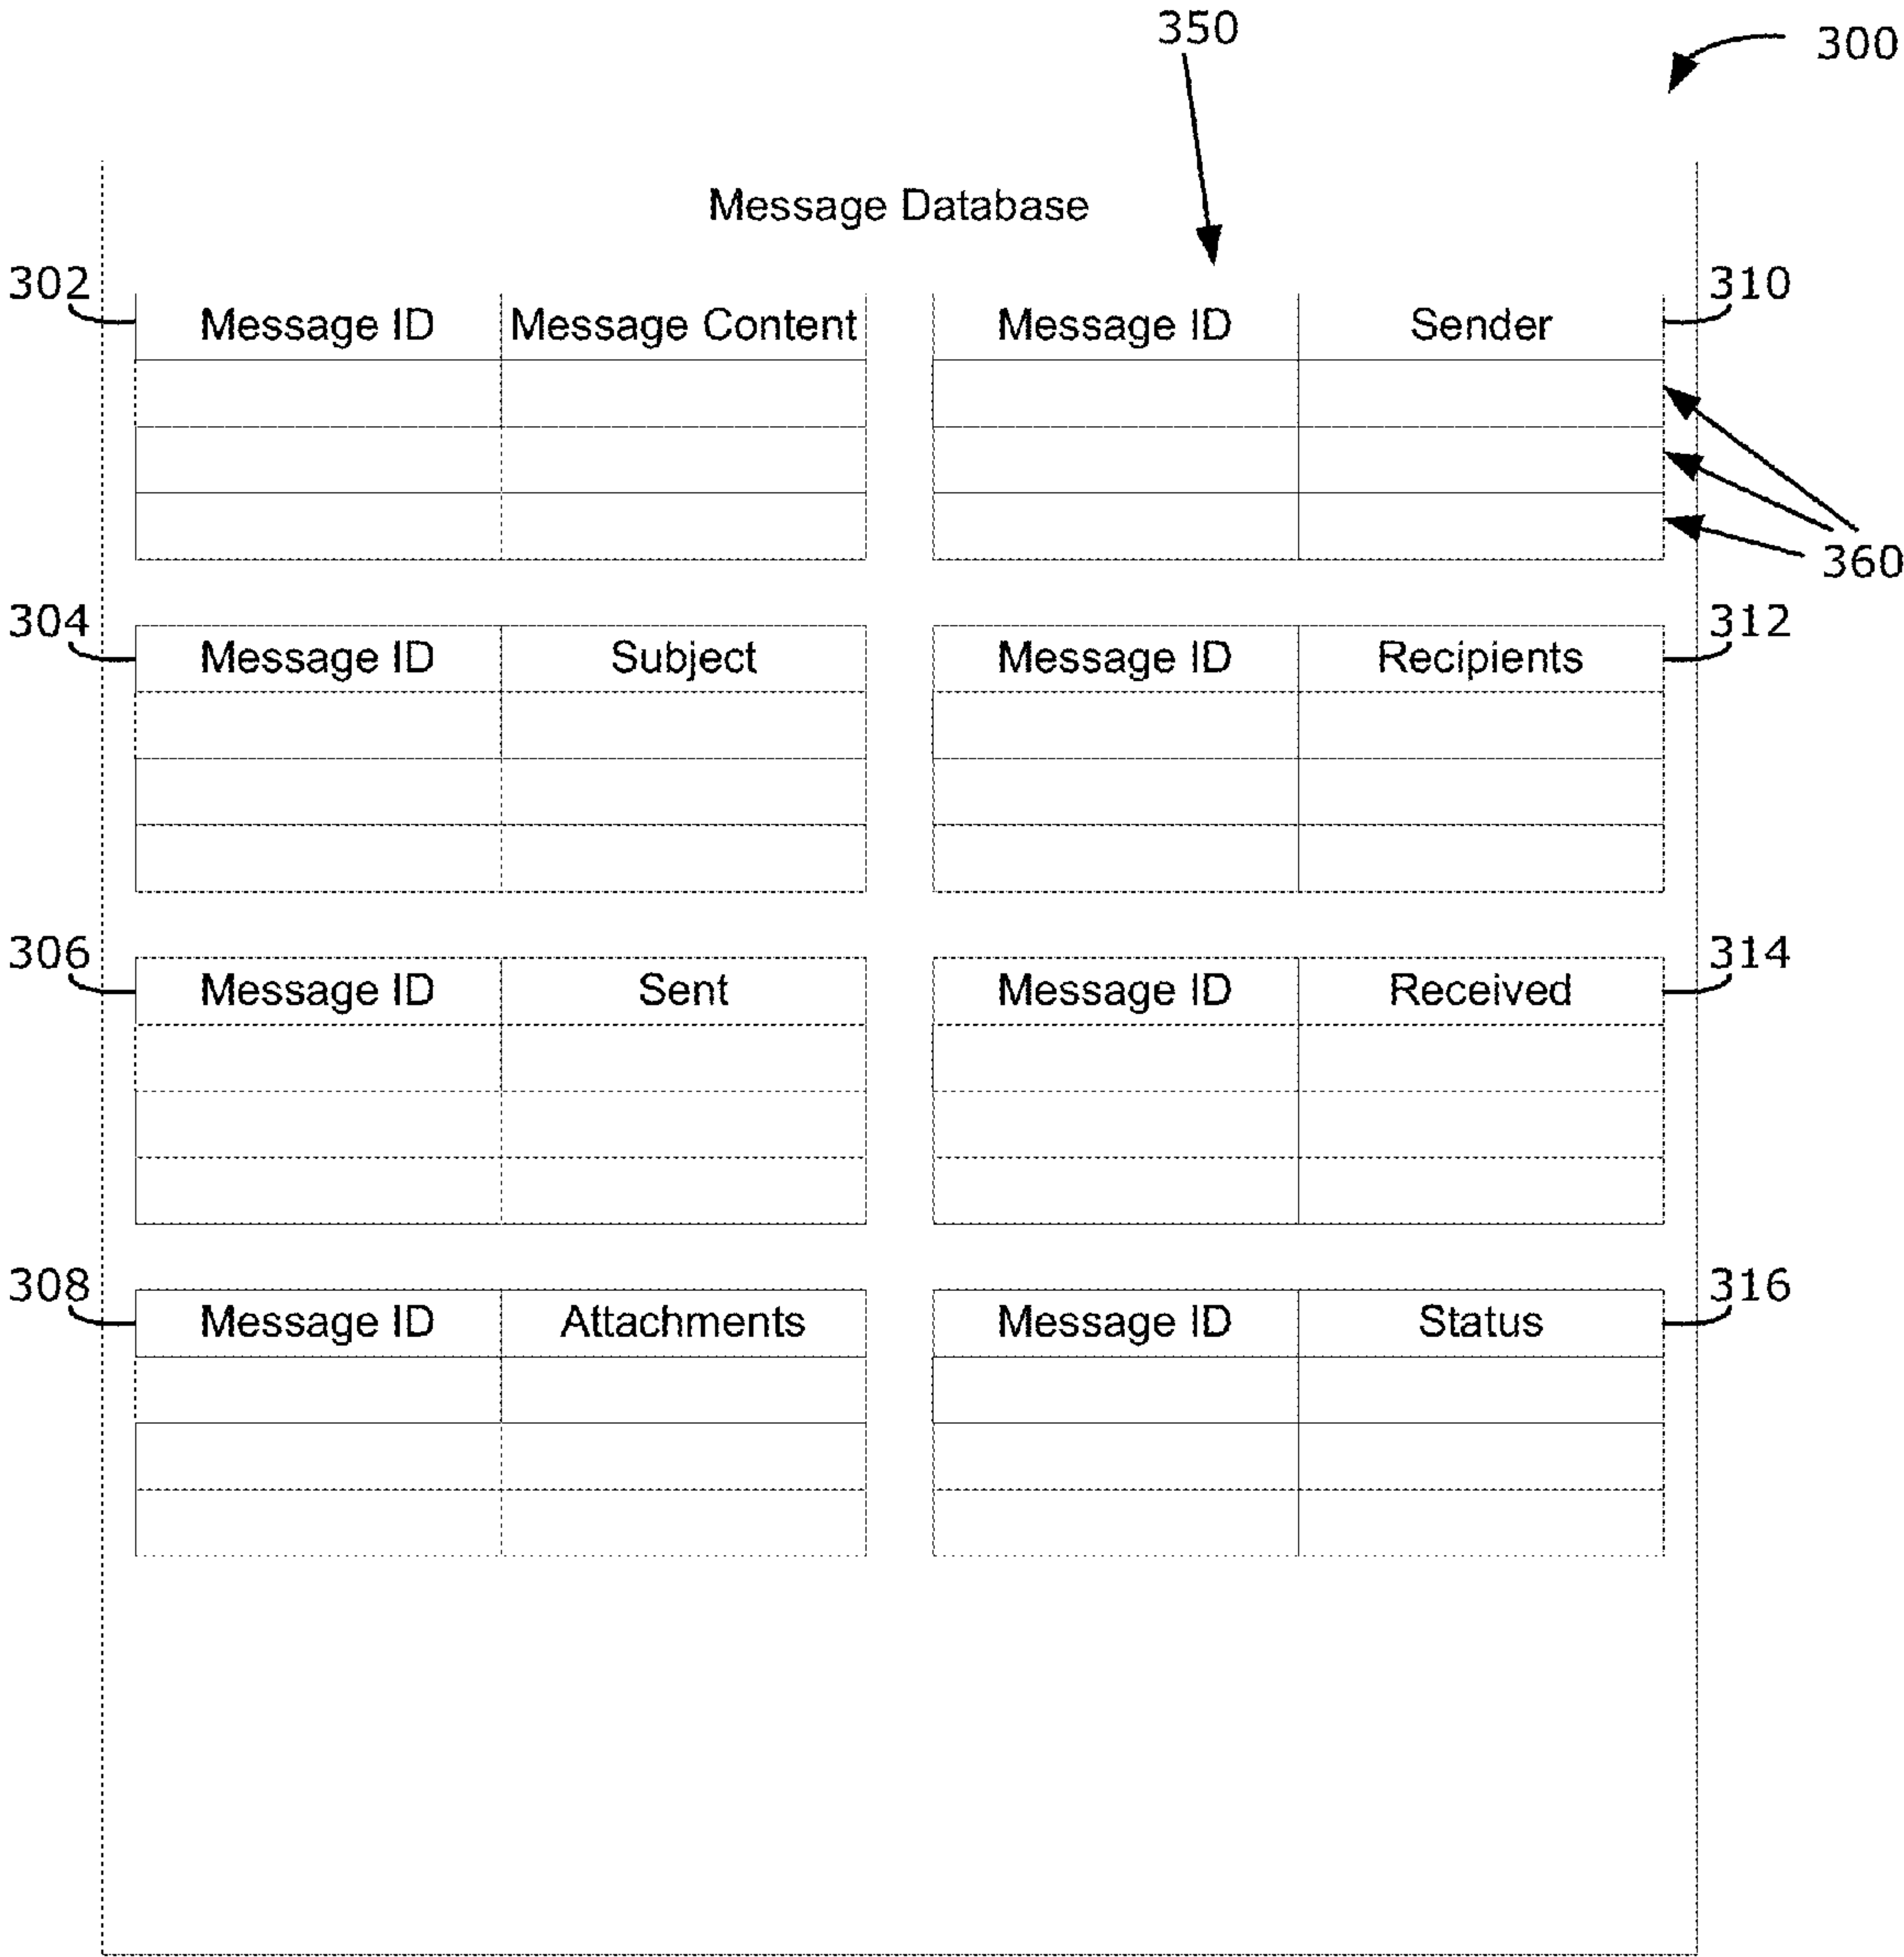 350
300
Message Database
302
310
Message ID Message Content Message ID Sender
360
304
312
Message ID Subject Message ID Recipients
306
314
Message ID Sent Message ID Received
308
316
Message ID Attachments Message ID Status